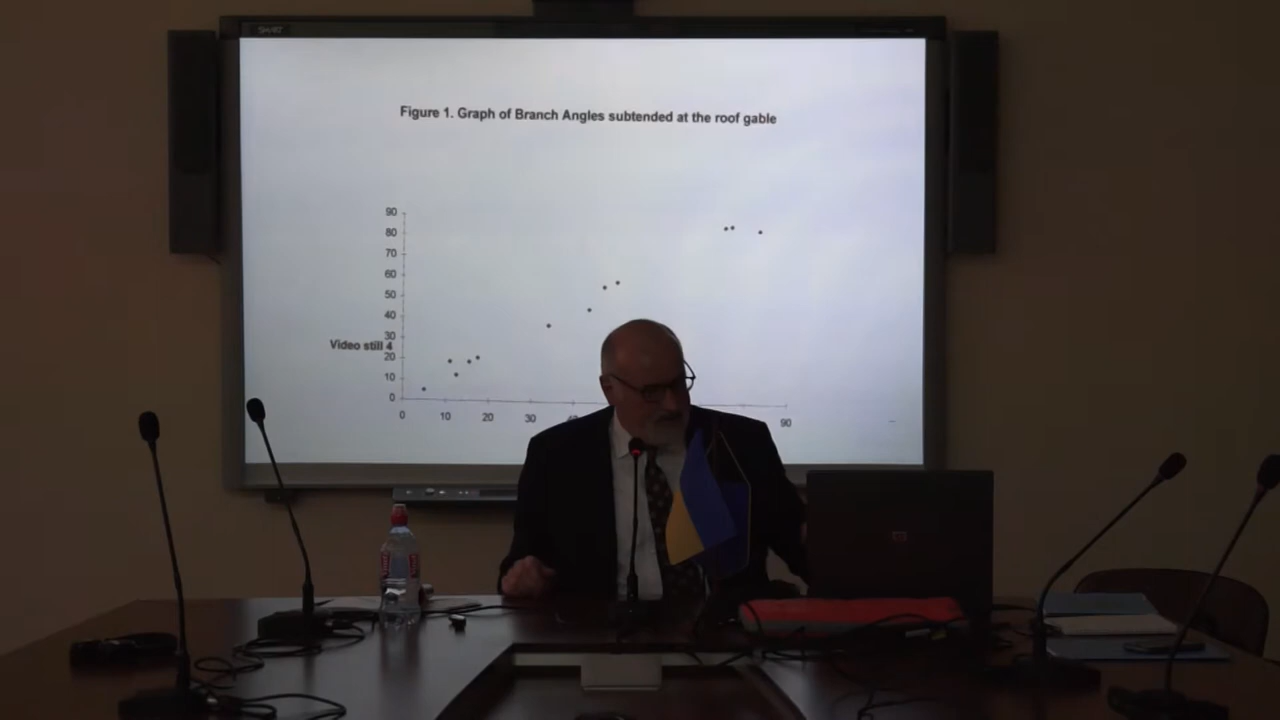 SMART
Figure 1. Graph of Branch Angles subtended at the roof gable
90
80
70
60
50
40
30
Video still 4
20
10
0
0 10 20 30 90